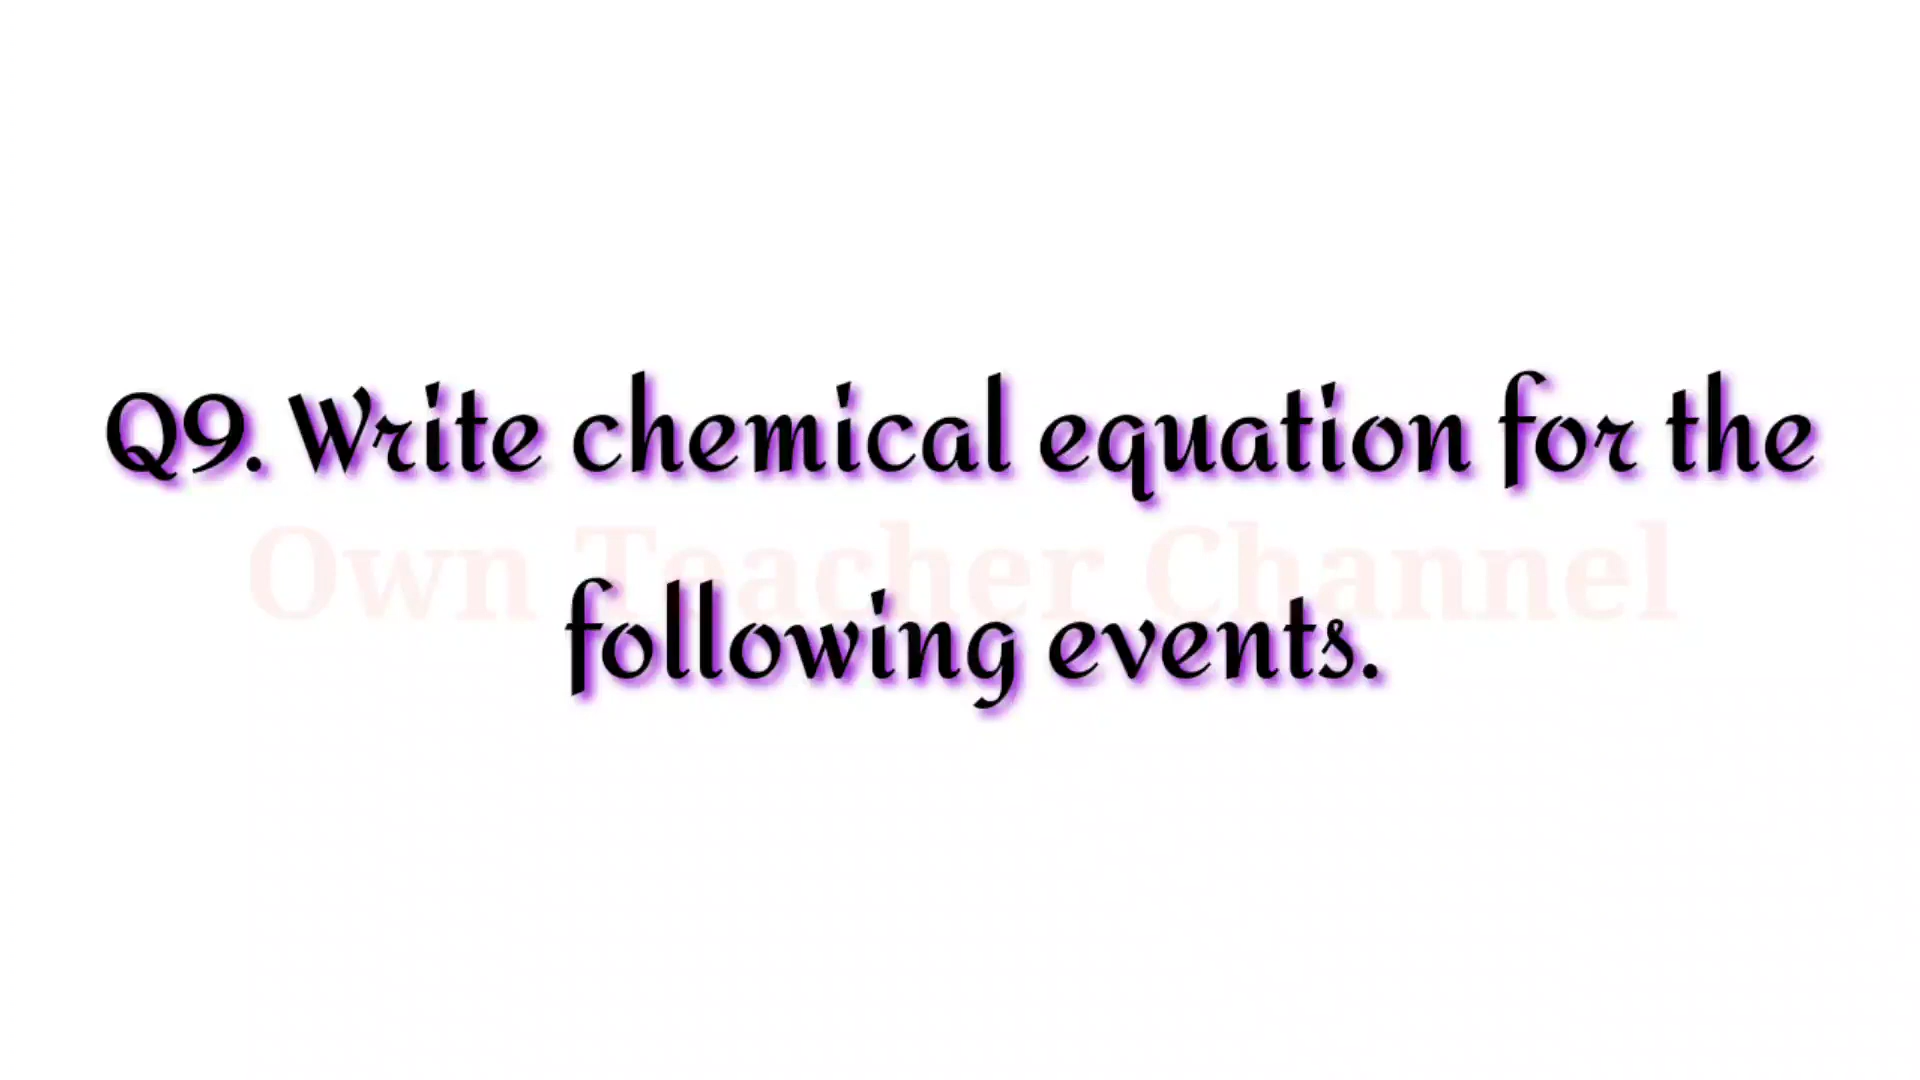 Q9. Write chemical equation for the
Own Teacher Channel
following events.